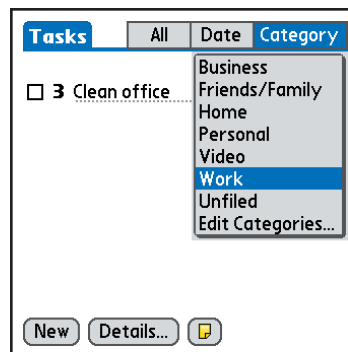 Tasks All Date Category
Business
3 Clean office Friends/Family
Home
Personal
Video
Work
Unfiled
Edit Categories...
New Details...